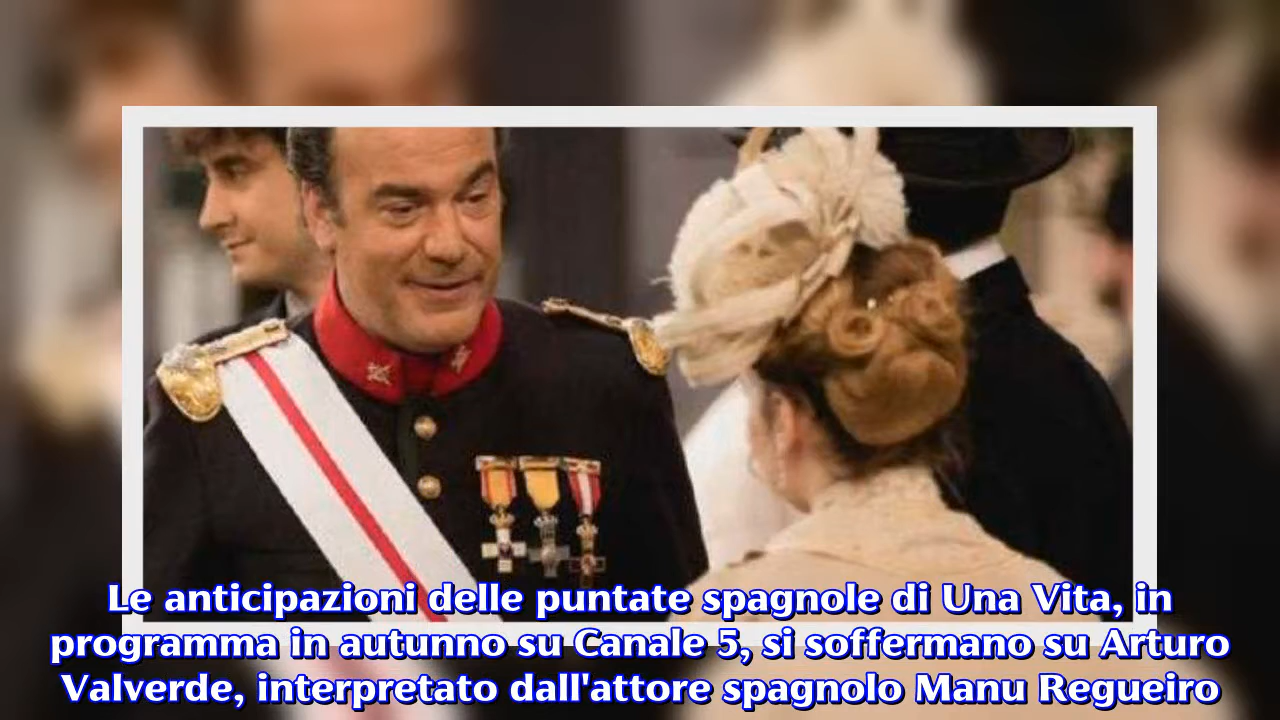 Le anticipazioni delle puntate spagnole di Una Vita, in
programma in autunno su Canale 5, si soffermano su Arturo
Valverde, interpretato dall'attore spagnolo Manu Regueiro